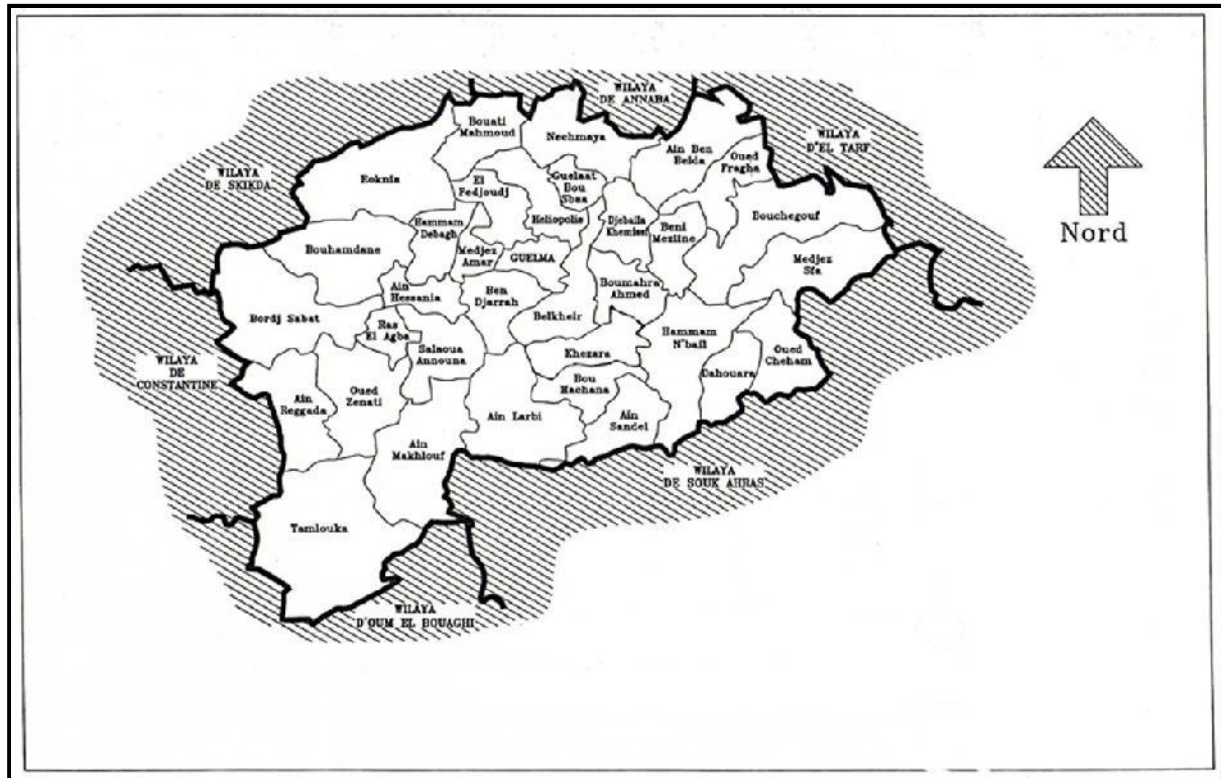 WILAYA
DE ANNABA
WILAYA
D'EL TARF
WILAYA
DE SKIKDA
Nord
Bouati
Mahmoud
Nechmaya
Ain Ben
Beida
Oued
Fragha
Roknia
El
Fedjoudj
Guelaat
Bou
Sbaa
Hammam
Debagh
Heliopolis
Djeballa
Khemissi
Beni
Mezline
Bouchegouf
Bouhamdane
Medjez
Amar
GUELMA
Medjez
Sfa
Ain
Hessania
Ben
Djarrah
Boumahra
Ahmed
Bordj Sabat
Ras
El Agba
Salaoua
Announa
Belkheir
Hammam
N'bail
Khezara
Oued
Cheham
WILAYA
DE
CONSTANTINE
Ain
Reggada
Oued
Zenati
Bou
Hachana
Dahouara
Ain Larbi
Ain
Sandel
Ain
Makhlouf
WILAYA
DE SOUK AHRAS
Tamlouka
WILAYA
D'OUM EL BOUAGHI